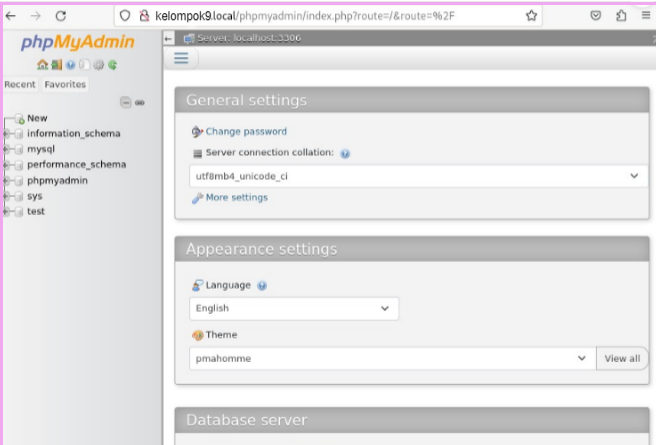 kelompok9.local/phpmyadmin/index.php?route=/&route=%2F
phpMyAdmin
Server: localhost:3306
Recent Favorites
New
information_schema
mysql
performance_schema
phpmyadmin
sys
test
General settings
Change password
Server connection collation:
utf8mb4_unicode_ci
More settings
Appearance settings
Language
English
Theme
pmahomme
View all
Database server